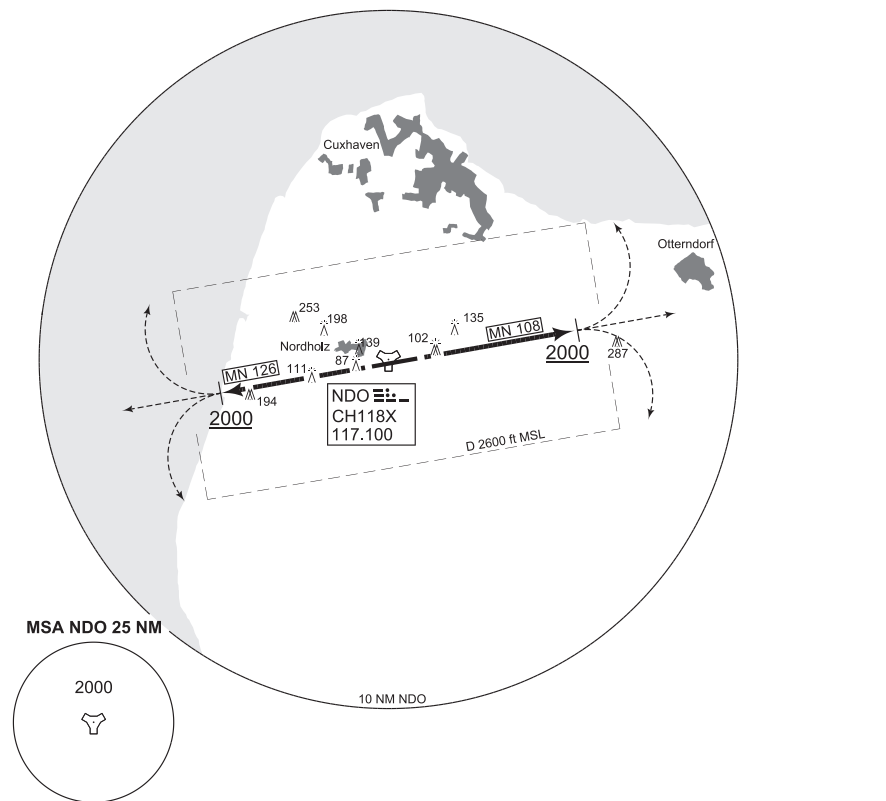 Cuxhaven
Otterndorf
253
198
135
MN 108
139
102
Nordholz
87
2000
287
111
MN 126
194
2000
NDO
CH118X
117.100
D 2600 ft MSL
MSA NDO 25 NM
2000
10 NM NDO